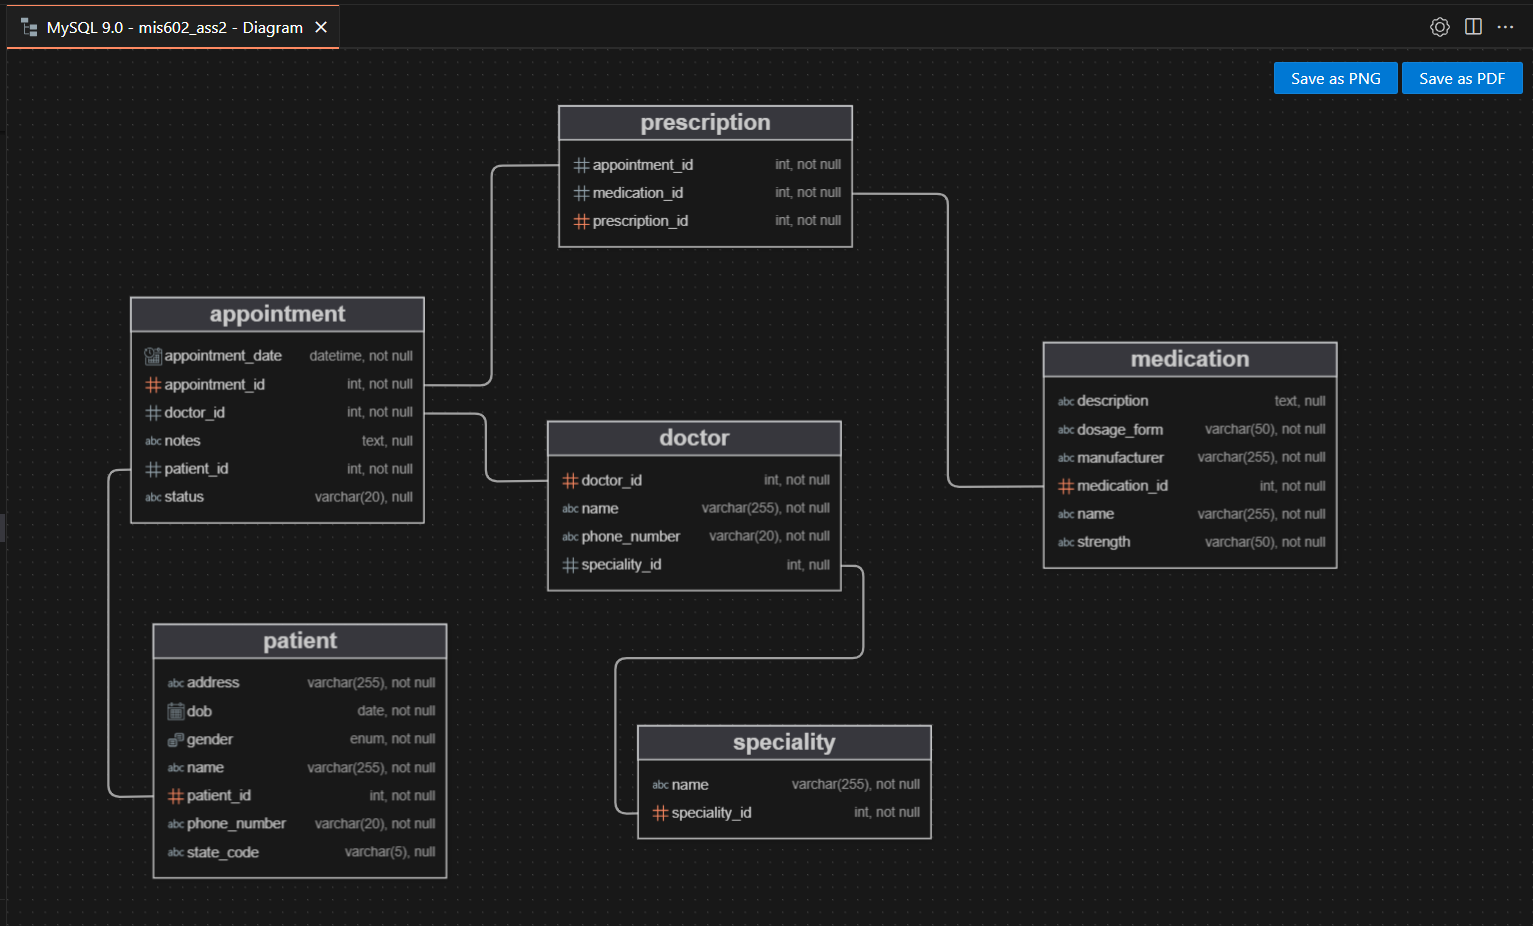 MySQL 9.0 - mis602_ass2 - Diagram
Save as PNG Save as PDF
prescription
appointment_id int, not null
medication_id int, not null
prescription_id int, not null
appointment
appointment_date datetime, not null
appointment_id int, not null
doctor_id int, not null
abc notes text, null
patient_id int, not null
abc status varchar(20), null
medication
abc description text, null
abc dosage_form varchar(50), not null
abc manufacturer varchar(255), not null
medication_id int, not null
abc name varchar(255), not null
abc strength varchar(50), not null
doctor
doctor_id int, not null
abc name varchar(255), not null
abc phone_number varchar(20), not null
speciality_id int, null
patient
abc address varchar(255), not null
dob date, not null
gender enum, not null
abc name varchar(255), not null
patient_id int, not null
abc phone_number varchar(20), not null
abc state_code varchar(5), null
speciality
abc name varchar(255), not null
speciality_id int, not null